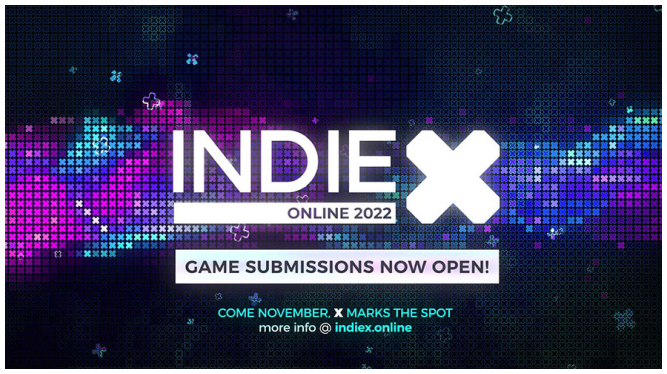 INDIE X
ONLINE 2022
GAME SUBMISSIONS NOW OPEN!
COME NOVEMBER, X MARKS THE SPOT
more info @ indiex.online